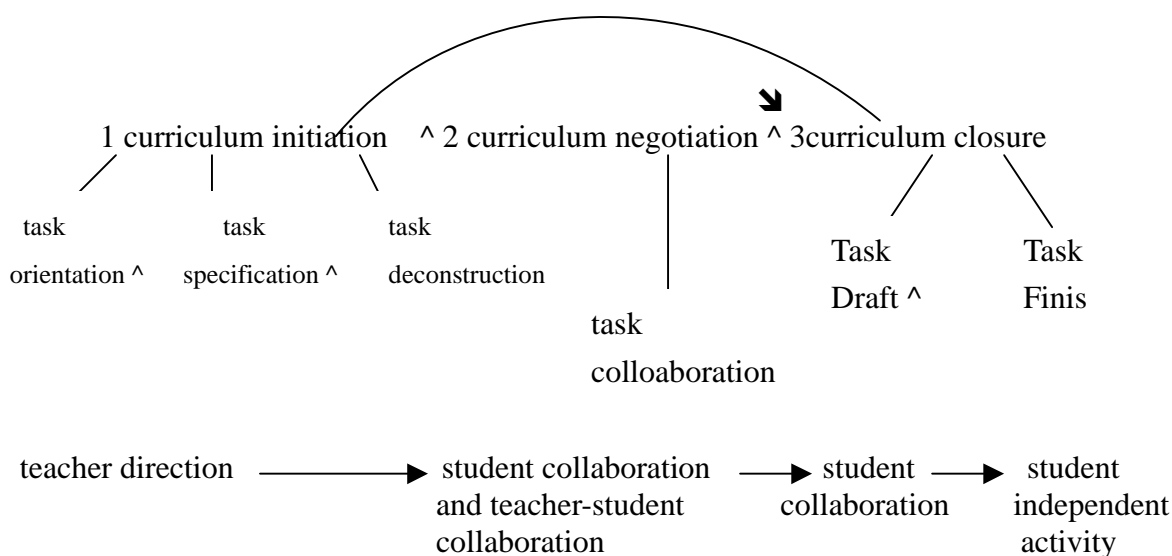 1 curriculum initiation ^ 2 curriculum negotiation ^ 3curriculum closure
task
orientation ^
task
specification ^
task
deconstruction
task
colloaboration
Task
Draft ^
Task
Finis
teacher direction
student collaboration
and teacher-student
collaboration
student
collaboration
student
independent
activity